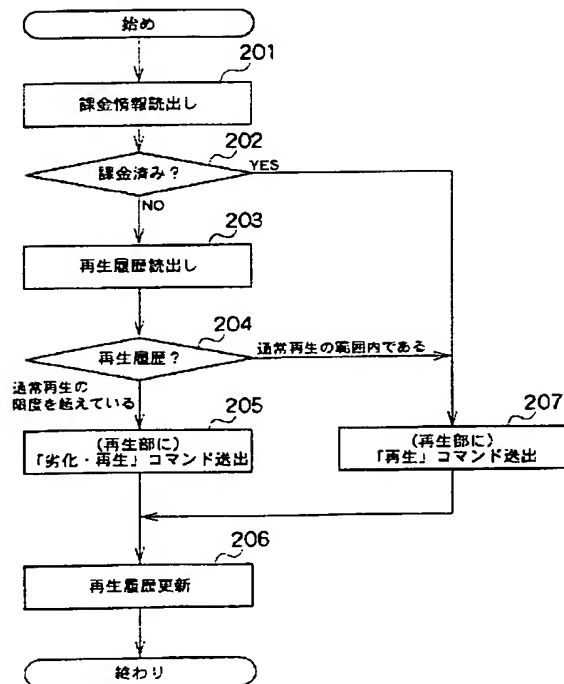 始め
201
課金情報読出し
202
課金済み?
YES
NO
203
再生履歴読出し
204
再生履歴?
通常再生の範囲内である
通常再生の
限度を越えている
205
(再生部に)
「劣化・再生」コマンド送出
207
(再生部に)
「再生」コマンド送出
206
再生履歴更新
終わり